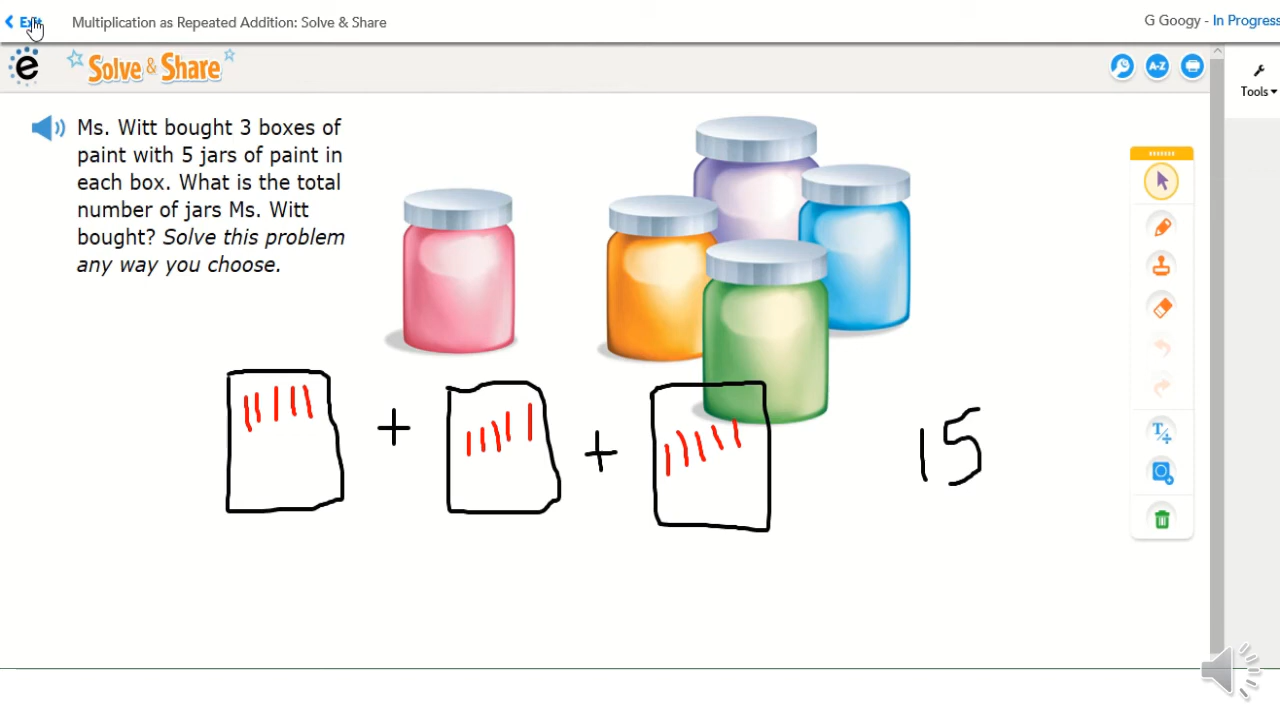 Exit
Multiplication as Repeated Addition: Solve & Share
G Googy - In Progress
e
Solve & Share
A-Z
Tools
Ms. Witt bought 3 boxes of
paint with 5 jars of paint in
each box. What is the total
number of jars Ms. Witt
bought? Solve this problem
any way you choose.
+ + 15
T